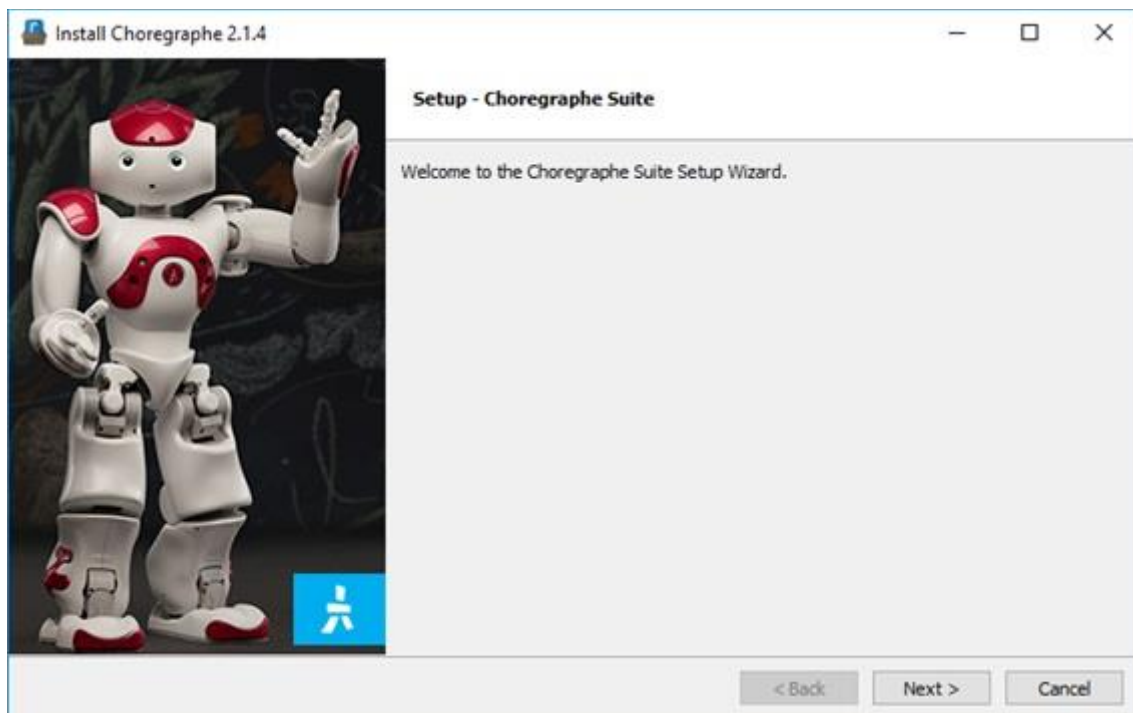 Install Choregraphe 2.1.4
Setup - Choregraphe Suite
Welcome to the Choregraphe Suite Setup Wizard.
< Back
Next >
Cancel